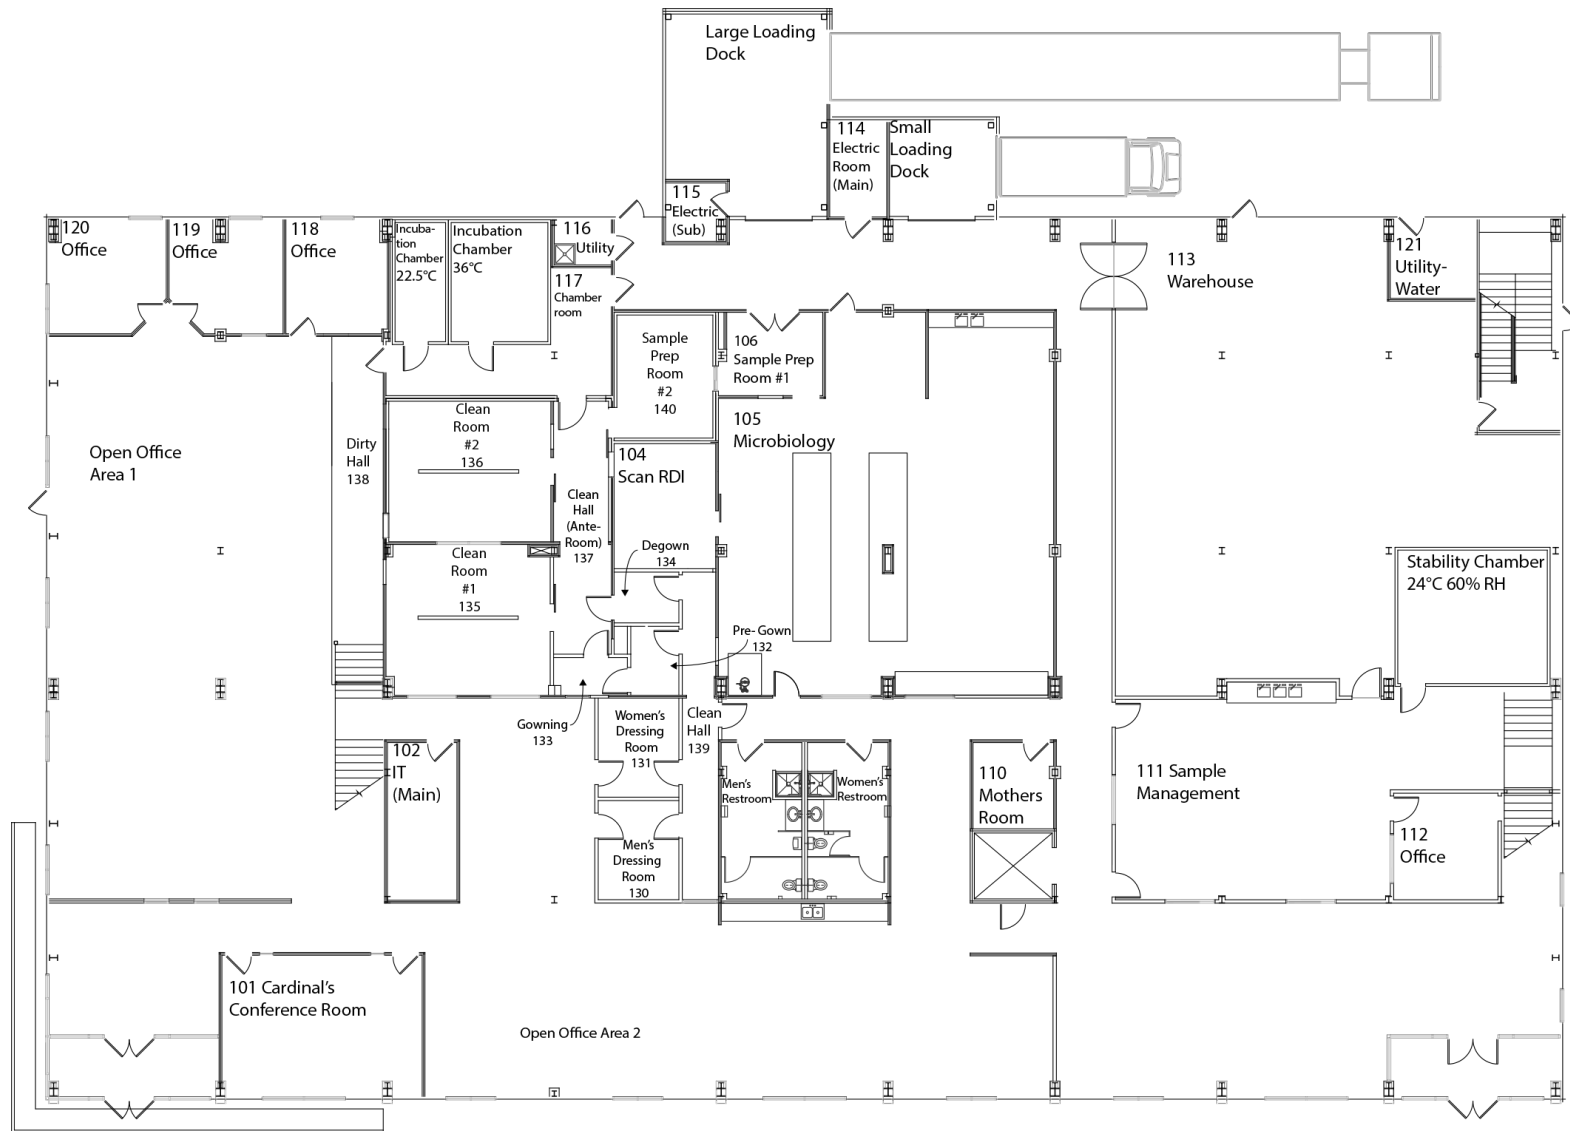 Large Loading
Dock
114
Electric
Room
(Main)
Small
Loading
Dock
115
Electric
(Sub)
120
Office
119
Office
118
Office
Incuba-
tion
Chamber
22.5°C
Incubation
Chamber
36°C
116
Utility
117
Chamber
room
113
Warehouse
121
Utility-
Water
Sample
Prep
Room
#2
140
106
Sample Prep
Room #1
Open Office
Area 1
Dirty
Hall
138
Clean
Room
#2
136
Clean
Hall
(Ante-
Room)
137
104
Scan RDI
105
Microbiology
Clean
Room
#1
135
Degown
134
Stability Chamber
24°C 60% RH
Pre- Gown
132
Gowning
133
Women's
Dressing
Room
131
Clean
Hall
139
102
IT
(Main)
Men's
Restroom
Women's
Restroom
110
Mothers
Room
111 Sample
Management
Men's
Dressing
Room
130
112
Office
101 Cardinal's
Conference Room
Open Office Area 2